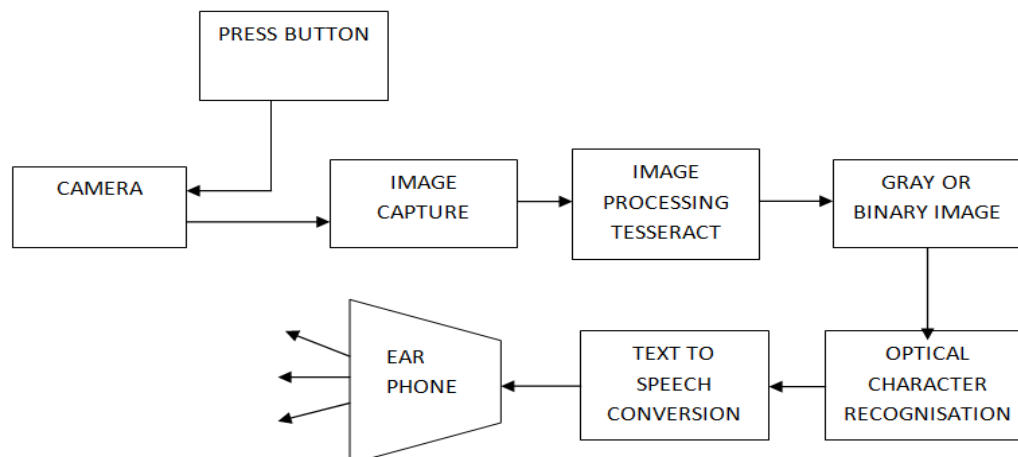 PRESS BUTTON
CAMERA
IMAGE
CAPTURE
IMAGE
PROCESSING
TESSERACT
GRAY OR
BINARY IMAGE
EAR
PHONE
TEXT TO
SPEECH
CONVERSION
OPTICAL
CHARACTER
RECOGNISATION